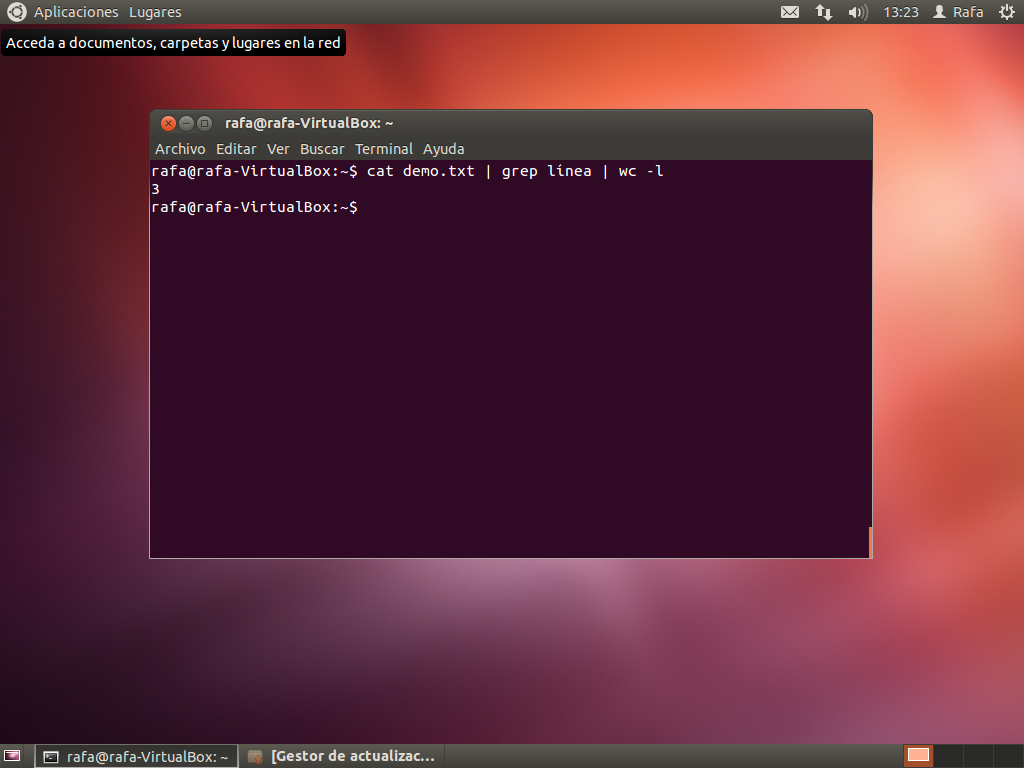 Aplicaciones Lugares 13:23 Rafa
Acceda a documentos, carpetas y lugares en la red
rafa@rafa-VirtualBox: ~
Archivo Editar Ver Buscar Terminal Ayuda
rafa@rafa-VirtualBox:~$ cat demo.txt | grep línea | wc -l
3
rafa@rafa-VirtualBox:~$
rafa@rafa-VirtualBox: ~ [Gestor de actualizac...